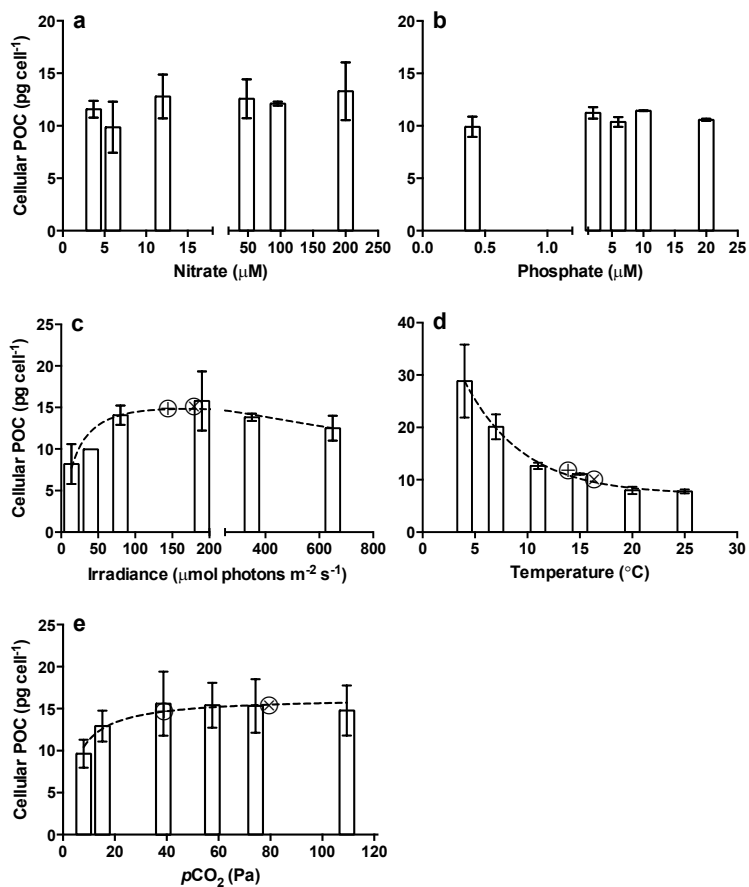 a
Cellular POC (pg cell⁻¹)
20
15
10
5
0
0 5 10 15 50 100 150 200 250
Nitrate (μM)
b
20
15
10
5
0
0.0 0.5 1.0 5 10 15 20 25
Phosphate (μM)
c
Cellular POC (pg cell⁻¹)
25
20
15
10
5
0
0 50 100 150 200 400 600 800
Irradiance (μmol photons m⁻² s⁻¹)
d
40
30
20
10
0
0 5 10 15 20 25 30
Temperature (°C)
e
Cellular POC (pg cell⁻¹)
25
20
15
10
5
0
0 20 40 60 80 100 120
pCO₂ (Pa)